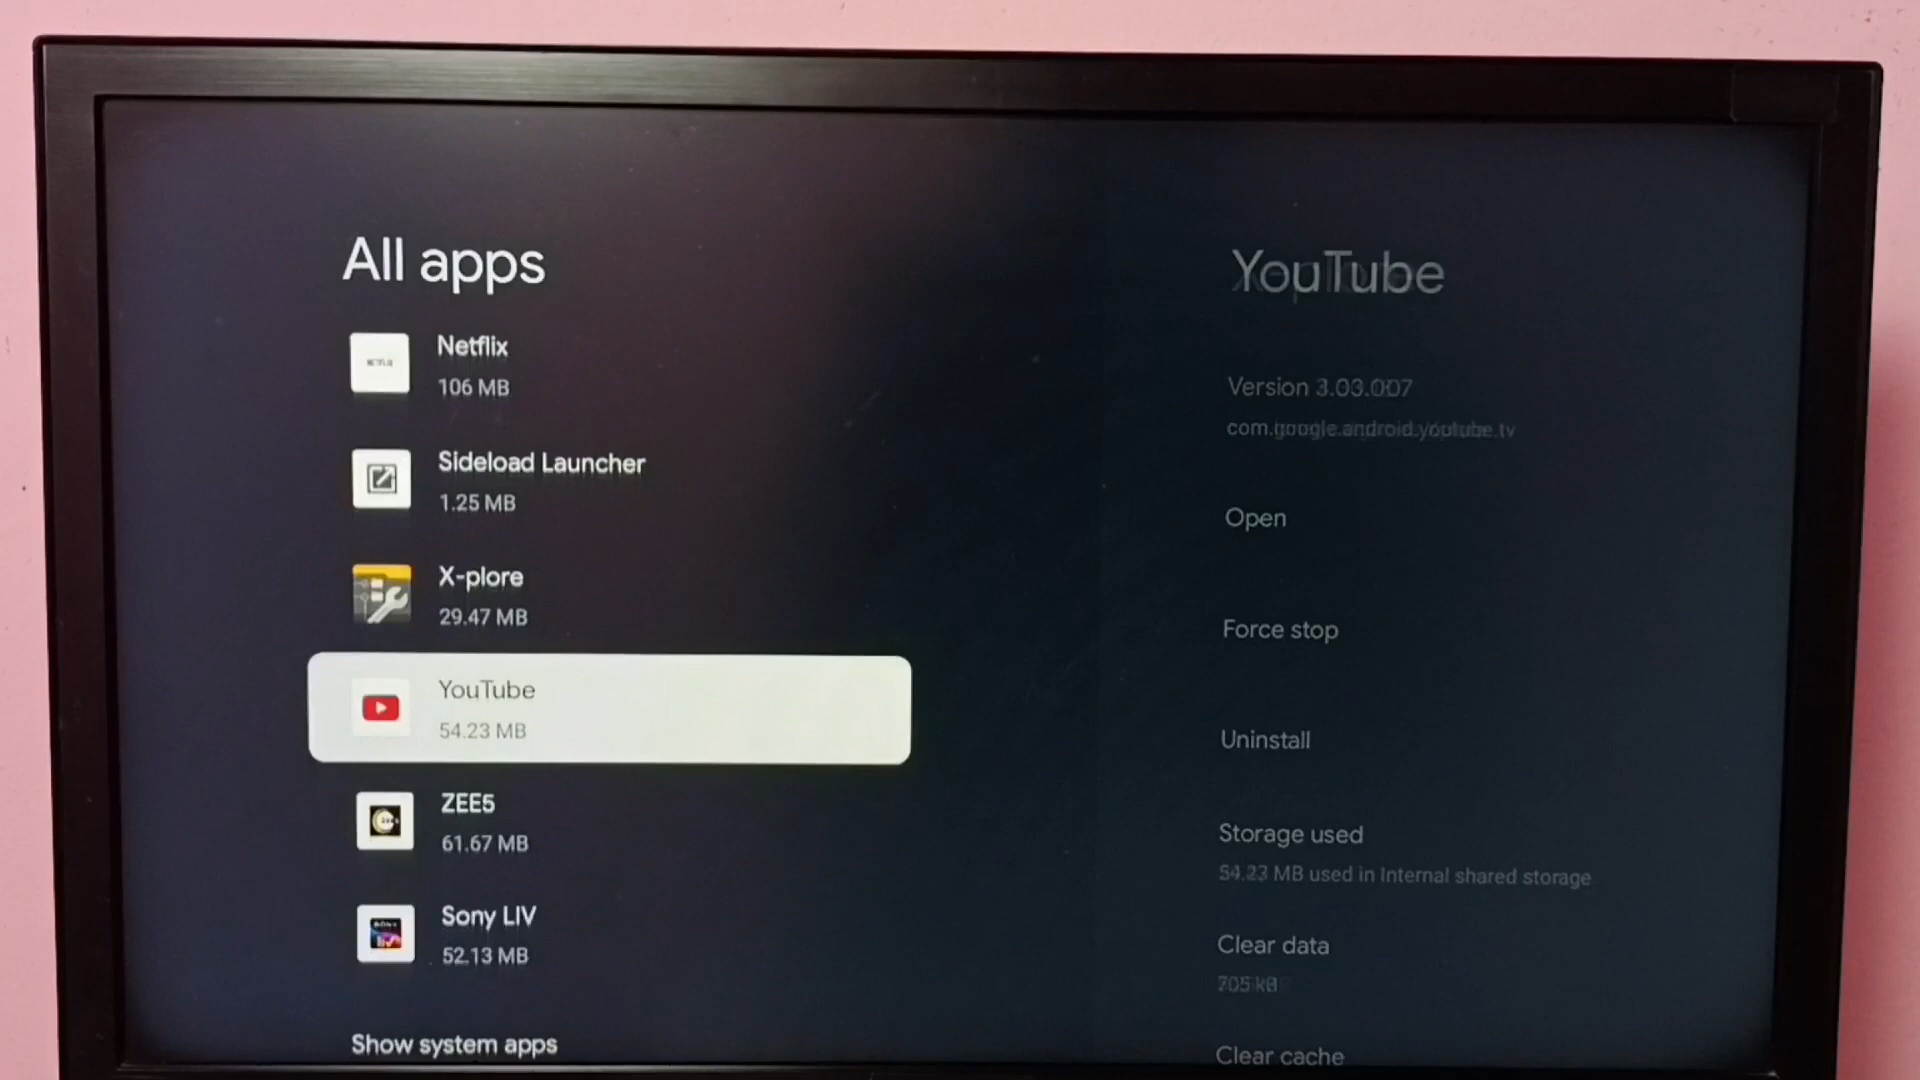 All apps
NETFLIX
Netflix
106 MB
Sideload Launcher
1.25 MB
X-plore
29.47 MB
YouTube
54.23 MB
ZEE5
61.67 MB
Sony LIV
52.13 MB
Show system apps
YouTube
Version 3.03.007
com.google.android.youtube.tv
Open
Force stop
Uninstall
Storage used
54.23 MB used in Internal shared storage
Clear data
705 kB
Clear cache